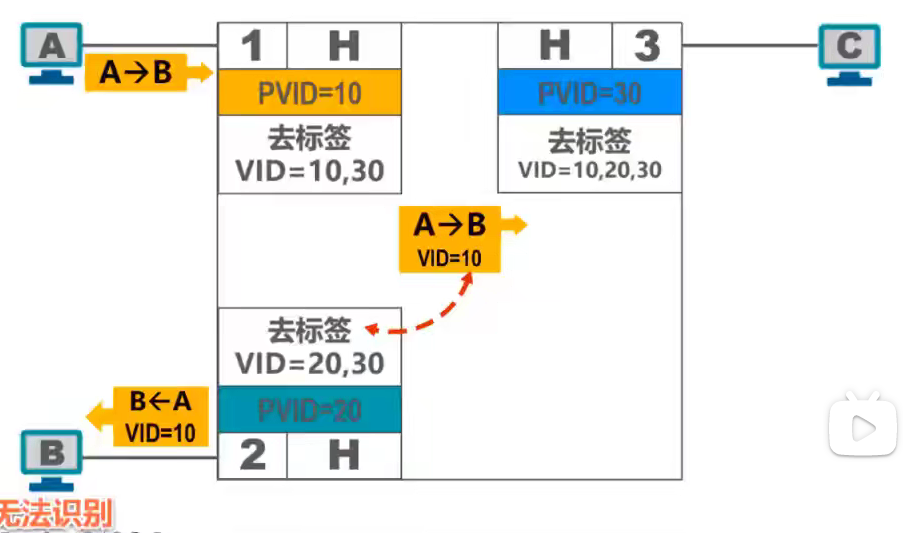 A
1
H
H
3
C
A→B
PVID=10
PVID=30
去标签
VID=10,30
去标签
VID=10,20,30
A→B
VID=10
去标签
VID=20,30
B←A
VID=10
PVID=20
B
2
H
无法识别